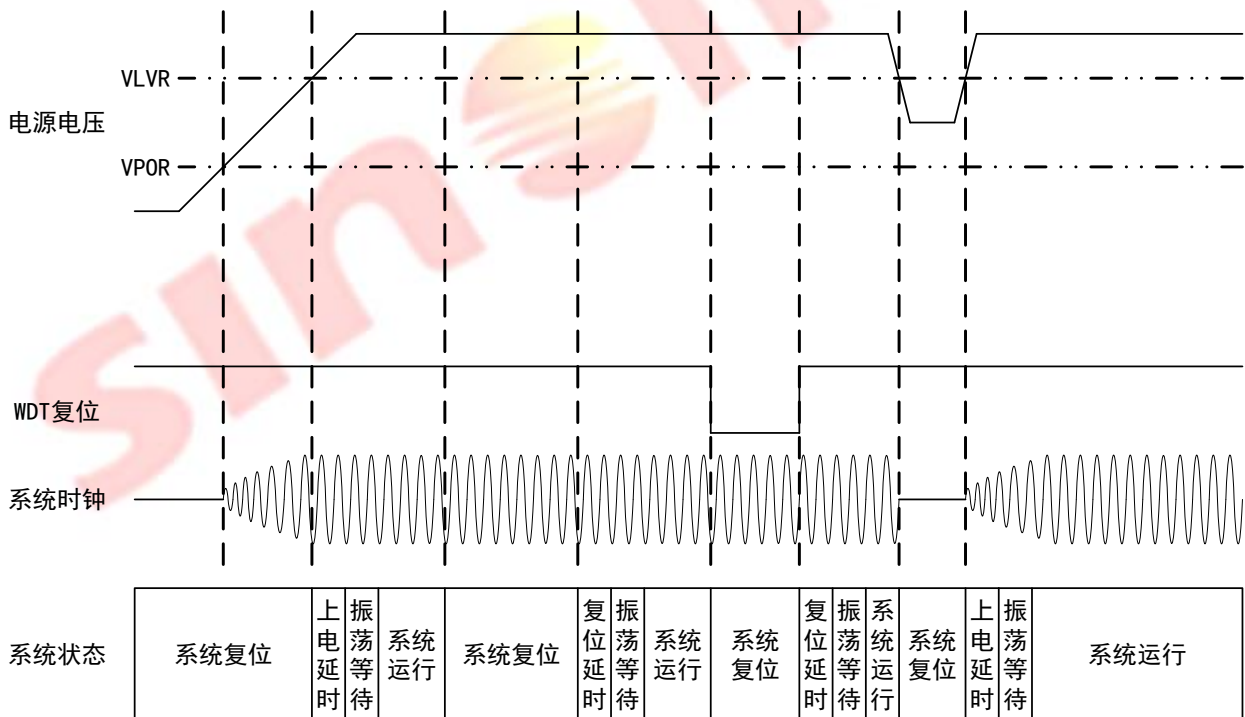 VLVR
电源电压
VPOR
WDT复位
系统时钟
系统状态
系统复位
上电延时
振荡等待
系统
运行
系统复位
复位延时
振荡等待
系统
运行
系统
复位
复位延时
振荡等待
系统运行
系统
复位
上电延时
振荡等待
系统运行